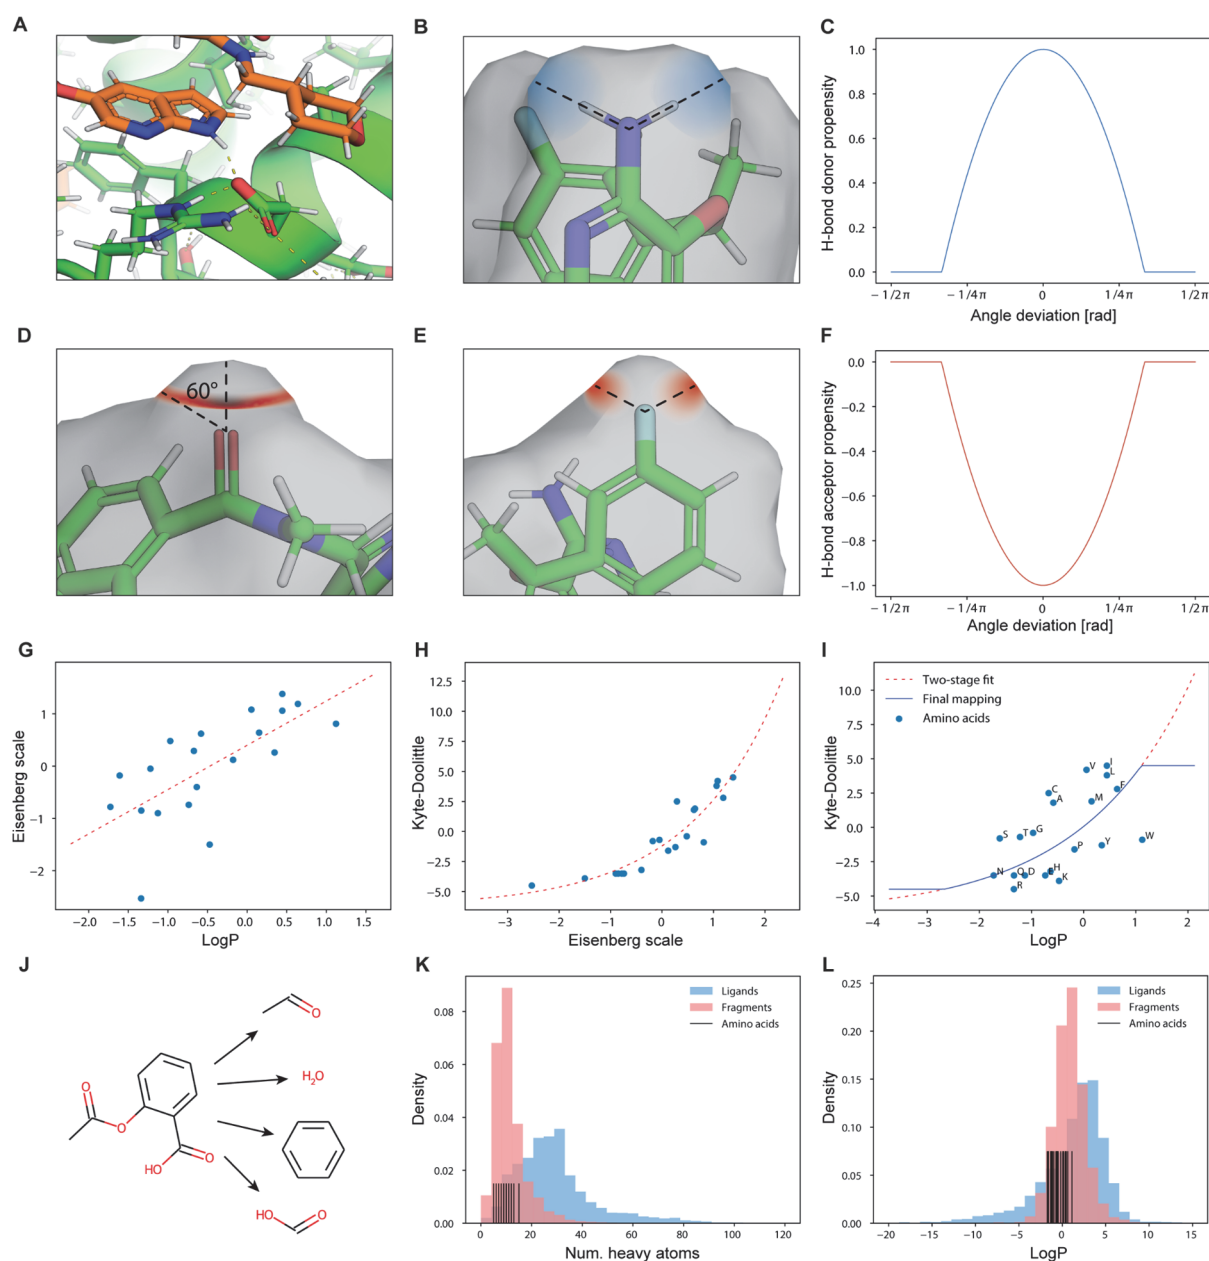 A
B
C
H-bond donor propensity
1.0
0.8
0.6
0.4
0.2
0.0
−1/2π
−1/4π
0
1/4π
1/2π
Angle deviation [rad]
D
60°
E
F
H-bond acceptor propensity
0.0
−0.2
−0.4
−0.6
−0.8
−1.0
−1/2π
−1/4π
0
1/4π
1/2π
Angle deviation [rad]
G
Eisenberg scale
1
0
−1
−2
−2.0
−1.5
−1.0
−0.5
0.0
0.5
1.0
1.5
LogP
H
Kyte-Doolittle
12.5
10.0
7.5
5.0
2.5
0.0
−2.5
−5.0
−3
−2
−1
0
1
2
Eisenberg scale
I
Two-stage fit
Final mapping
Amino acids
Kyte-Doolittle
10.0
7.5
5.0
2.5
0.0
−2.5
−5.0
V
I
L
F
C
A
M
S
T
G
P
Y
W
N
Q
D
H
K
R
−4
−3
−2
−1
0
1
2
LogP
J
O
O
O
HO
O
H₂O
HO
O
K
Ligands
Fragments
Amino acids
Density
0.08
0.06
0.04
0.02
0.00
0
20
40
60
80
100
120
Num. heavy atoms
L
Ligands
Fragments
Amino acids
Density
0.25
0.20
0.15
0.10
0.05
0.00
−20
−15
−10
−5
0
5
10
15
LogP